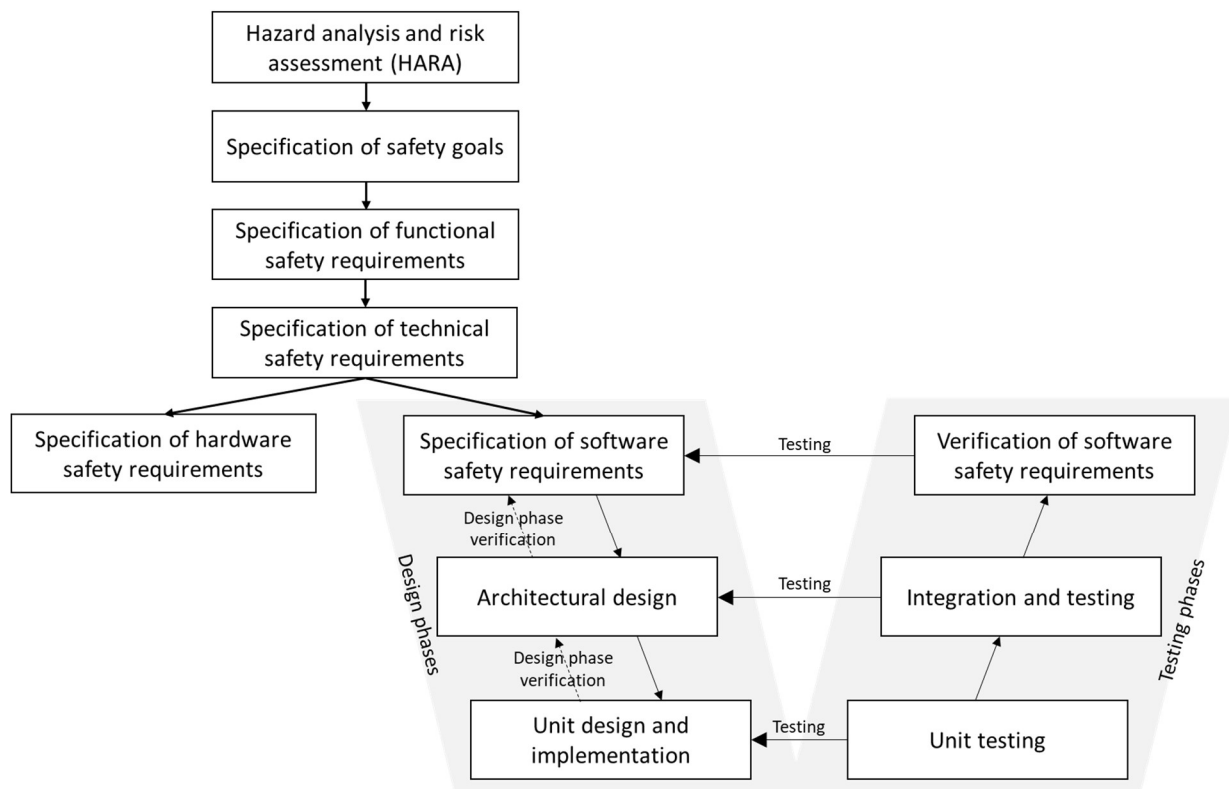 Hazard analysis and risk
assessment (HARA)
Specification of safety goals
Specification of functional
safety requirements
Specification of technical
safety requirements
Specification of hardware
safety requirements
Specification of software
safety requirements
Testing
Verification of software
safety requirements
Design phase
verification
Design phases
Architectural design
Testing
Integration and testing
Testing phases
Design phase
verification
Unit design and
implementation
Testing
Unit testing